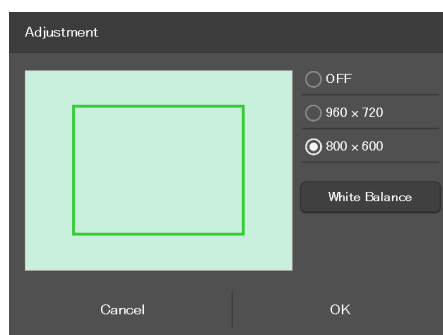 Adjustment
OFF
960 × 720
800 × 600
White Balance
Cancel
OK